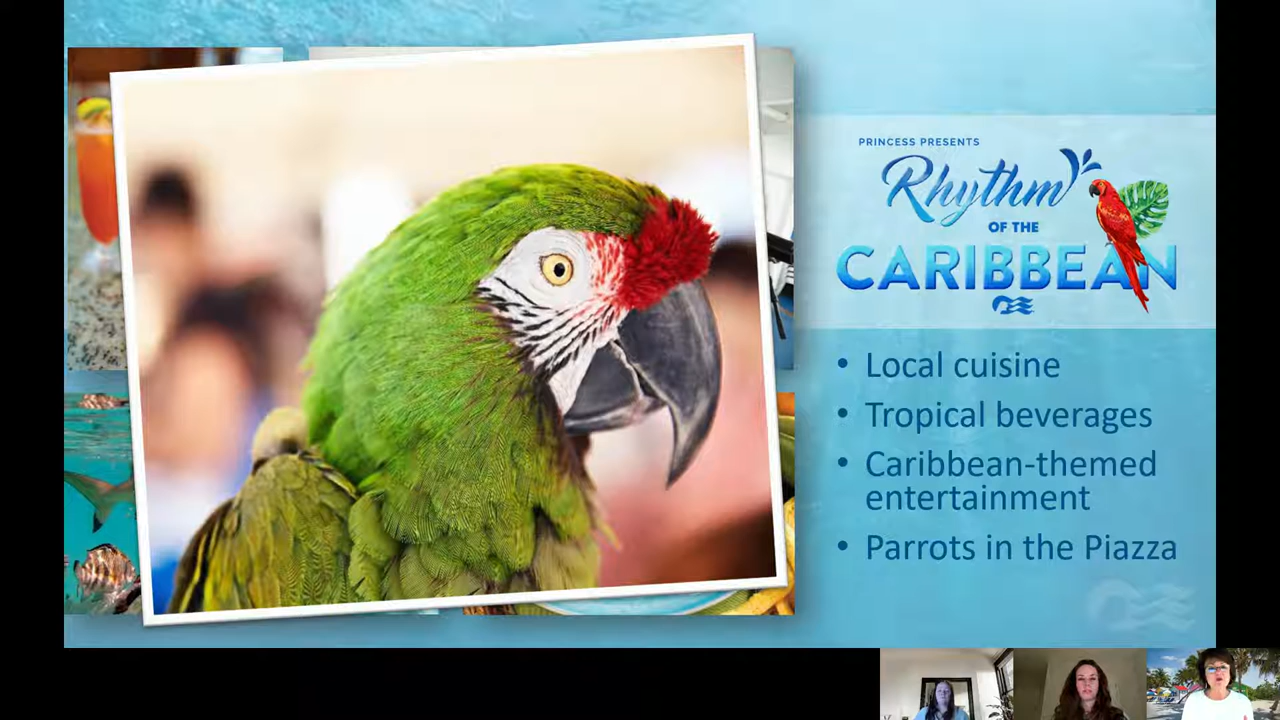 PRINCESS PRESENTS
Rhythm
OF THE
CARIBBEAN
• Local cuisine
• Tropical beverages
• Caribbean-themed
entertainment
• Parrots in the Piazza